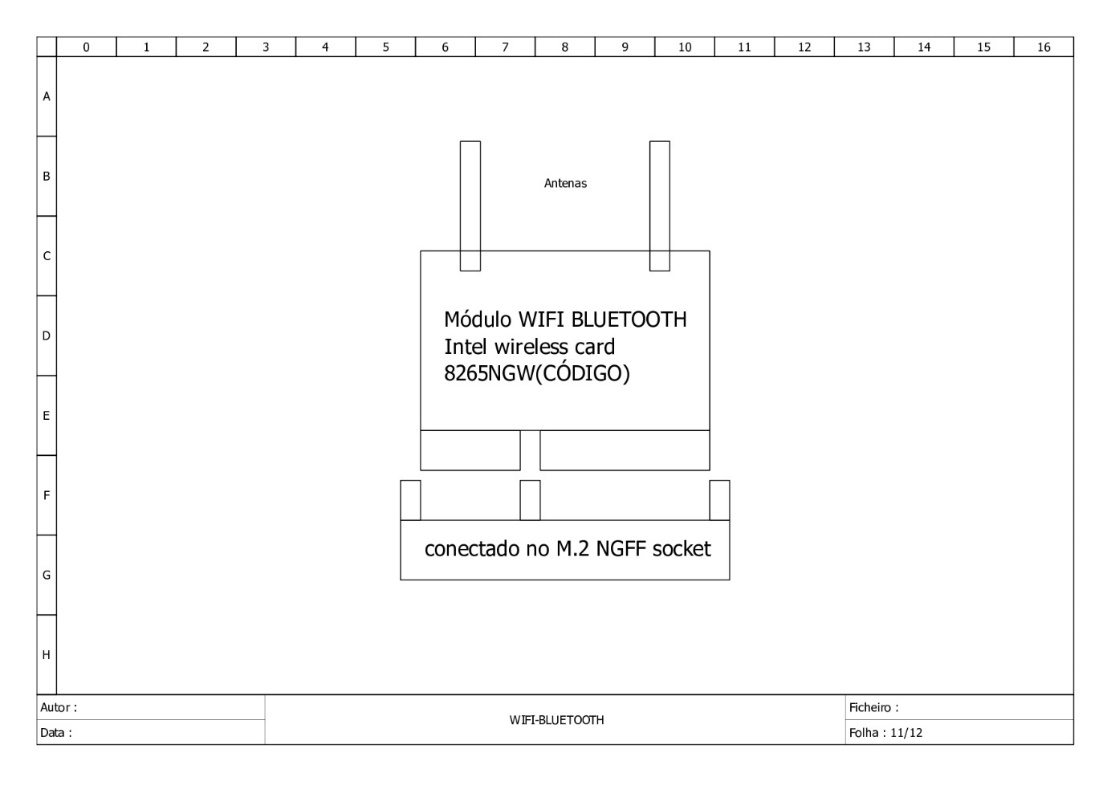 0 1 2 3 4 5 6 7 8 9 10 11 12 13 14 15 16
A
B
Antenas
C
Módulo WIFI BLUETOOTH
D
Intel wireless card
8265NGW(CÓDIGO)
E
F
conectado no M.2 NGFF socket
G
H
Autor :
Data :
WIFI-BLUETOOTH
Ficheiro :
Folha : 11/12